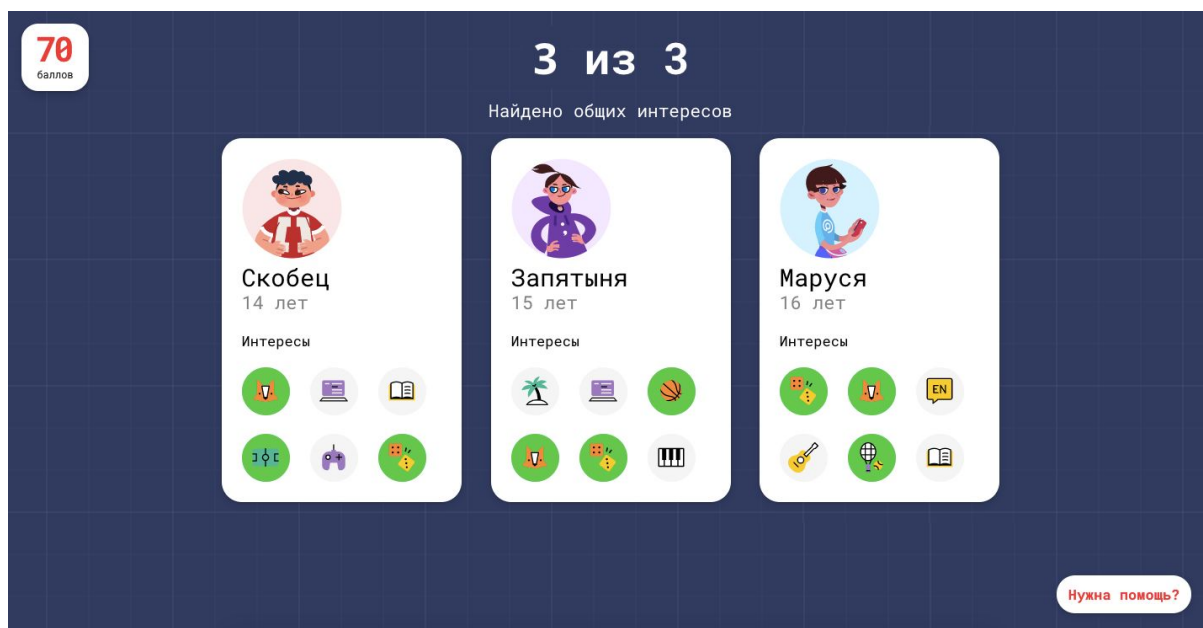 70
баллов
3 из 3
Найдено общих интересов
Скобец
14 лет
Интересы
Запятыня
15 лет
Интересы
Маруся
16 лет
Интересы
EN
Нужна помощь?